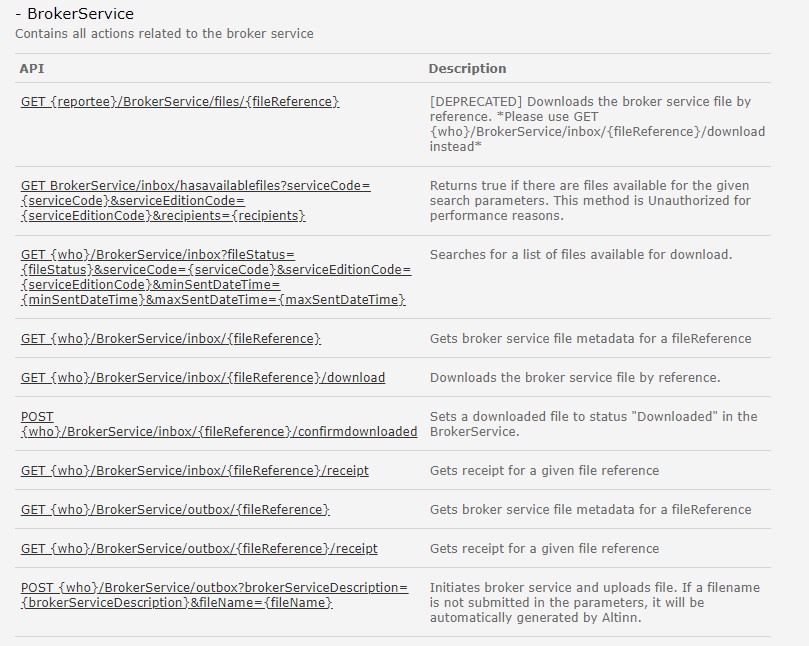 - BrokerService
Contains all actions related to the broker service
API
Description
GET {reportee}/BrokerService/files/{fileReference}
[DEPRECATED] Downloads the broker service file by
reference. *Please use GET
{who}/BrokerService/inbox/{fileReference}/download
instead*
GET BrokerService/inbox/hasavailablefiles?serviceCode=
{serviceCode}&serviceEditionCode=
{serviceEditionCode}&recipients={recipients}
Returns true if there are files available for the given
search parameters. This method is Unauthorized for
performance reasons.
GET {who}/BrokerService/inbox?fileStatus=
{fileStatus}&serviceCode={serviceCode}&serviceEditionCode=
{serviceEditionCode}&minSentDateTime=
{minSentDateTime}&maxSentDateTime={maxSentDateTime}
Searches for a list of files available for download.
GET {who}/BrokerService/inbox/{fileReference}
Gets broker service file metadata for a fileReference
GET {who}/BrokerService/inbox/{fileReference}/download
Downloads the broker service file by reference.
POST
{who}/BrokerService/inbox/{fileReference}/confirmdownloaded
Sets a downloaded file to status "Downloaded" in the
BrokerService.
GET {who}/BrokerService/inbox/{fileReference}/receipt
Gets receipt for a given file reference
GET {who}/BrokerService/outbox/{fileReference}
Gets broker service file metadata for a fileReference
GET {who}/BrokerService/outbox/{fileReference}/receipt
Gets receipt for a given file reference
POST {who}/BrokerService/outbox?brokerServiceDescription=
{brokerServiceDescription}&fileName={fileName}
Initiates broker service and uploads file. If a filename
is not submitted in the parameters, it will be
automatically generated by Altinn.